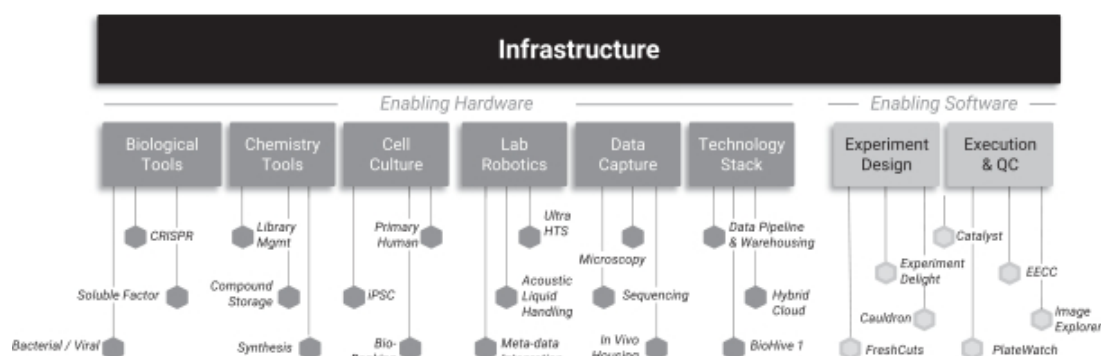 Infrastructure
Enabling Hardware
Enabling Software
Biological
Tools
Chemistry
Tools
Cell
Culture
Lab
Robotics
Data
Capture
Technology
Stack
Experiment
Design
Execution
& QC
CRISPR
Soluble Factor
Bacterial / Viral
Library
Mgmt
Compound
Storage
Synthesis
Primary
Human
iPSC
Bio-
Ultra
HTS
Acoustic
Liquid
Handling
Meta-data
Microscopy
Sequencing
In Vivo
Housing
Data Pipeline
& Warehousing
Hybrid
Cloud
BioHive 1
Catalyst
Experiment
Delight
Cauldron
FreshCuts
EECC
Image
Explorer
PlateWatch